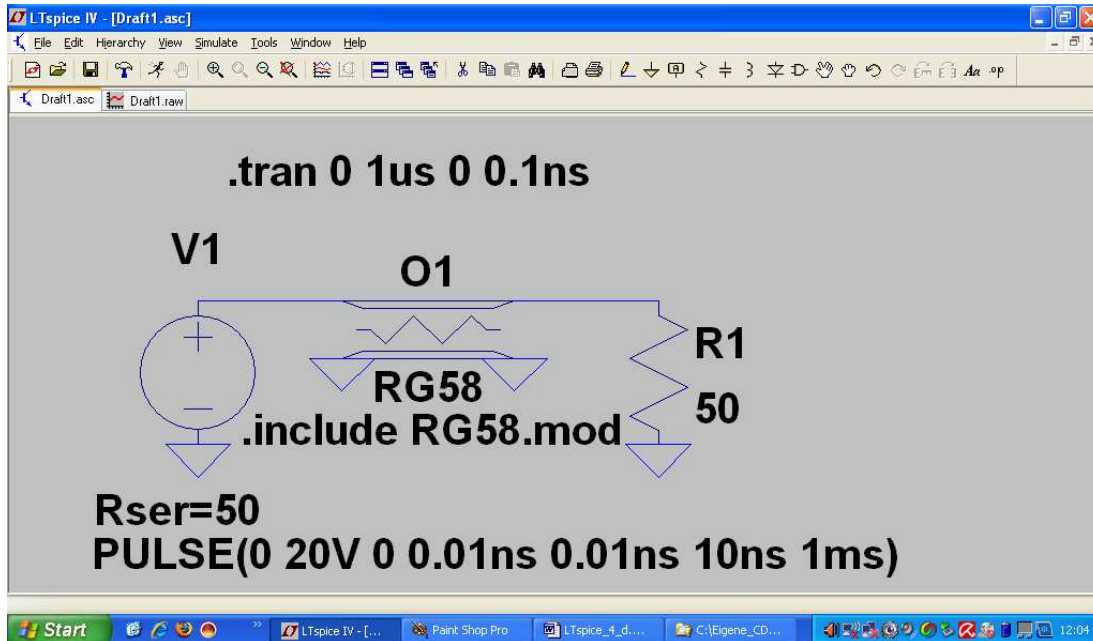 LTspice IV - [Draft1.asc]
File Edit Hierarchy View Simulate Tools Window Help
Aa .op
Draft1.asc Draft1.raw
.tran 0 1us 0 0.1ns
V1
O1
R1
RG58
50
.include RG58.mod
Rser=50
PULSE(0 20V 0 0.01ns 0.01ns 10ns 1ms)
Start » LTspice IV - [... Paint Shop Pro LTspice_4_d.... C:\Eigene_CD... 12:04